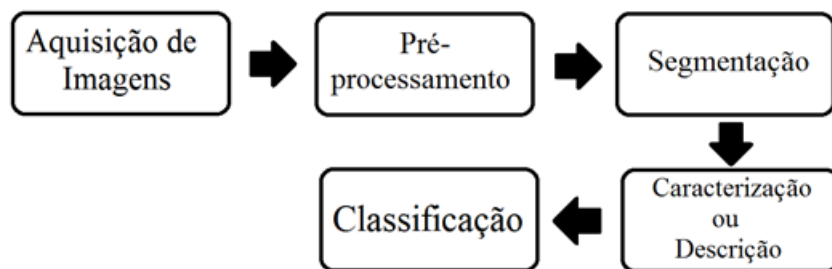 Aquisição de
Imagens
Pré-
processamento
Segmentação
Caracterização
ou
Descrição
Classificação